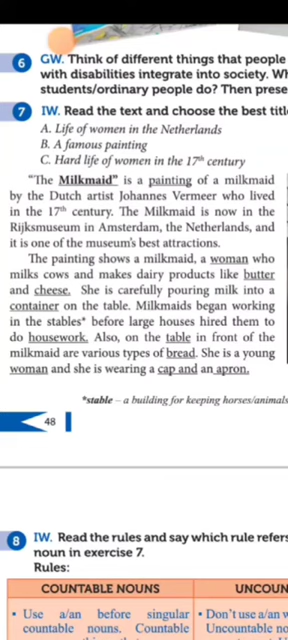 6 GW. Think of different things that people
with disabilities integrate into society.
students/ordinary people do? Then
7 IW. Read the text and choose the best
A. Life of women in the Netherlands
B. A famous painting
C. Hard life of women in the 17th century
"The Milkmaid" is a painting of a milkmaid
by the Dutch artist Johannes Vermeer who lived
in the 17th century. The Milkmaid is now in the
Rijksmuseum in Amsterdam, the Netherlands, and
it is one of the museum's best attractions.
The painting shows a milkmaid, a woman who
milks cows and makes dairy products like butter
and cheese. She is carefully pouring milk into a
container on the table. Milkmaids began working
in the stables* before large houses hired them to
do housework. Also, on the table in front of the
milkmaid are various types of bread. She is a young
woman and she is wearing a cap and an apron.
*stable – a building for keeping horses/animals
48
8 IW. Read the rules and say which rule refers
noun in exercise 7.
Rules:
COUNTABLE NOUNS
• Use a/an before singular
countable nouns. Countable
• Don't use a/an
Uncountable